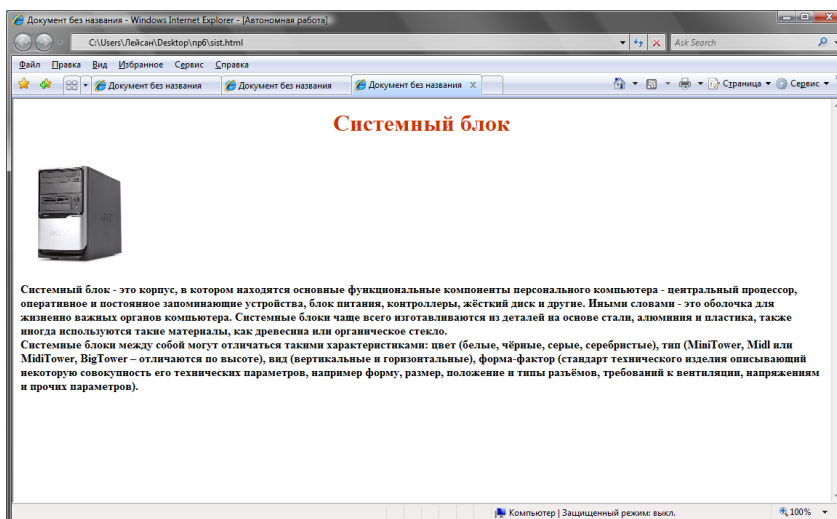 Документ без названия - Windows Internet Explorer - [Автономная работа]
C:\Users\Лейсан\Desktop\прб\sist.html
Ask Search
Файл Правка Вид Избранное Сервис Справка
Документ без названия Документ без названия Документ без названия X Страница Сервис
Системный блок
Системный блок - это корпус, в котором находятся основные функциональные компоненты персонального компьютера - центральный процессор,
оперативное и постоянное запоминающие устройства, блок питания, контроллеры, жёсткий диск и другие. Иными словами - это оболочка для
жизненно важных органов компьютера. Системные блоки чаще всего изготавливаются из деталей на основе стали, алюминия и пластика, также
иногда используются такие материалы, как древесина или органическое стекло.
Системные блоки между собой могут отличаться такими характеристиками: цвет (белые, чёрные, серые, серебристые), тип (MiniTower, Midl или
MidiTower, BigTower – отличаются по высоте), вид (вертикальные и горизонтальные), форма-фактор (стандарт технического изделия описывающий
некоторую совокупность его технических параметров, например форму, размер, положение и типы разъёмов, требований к вентиляции, напряжениям
и прочих параметров).
Компьютер | Защищенный режим: выкл. 100%